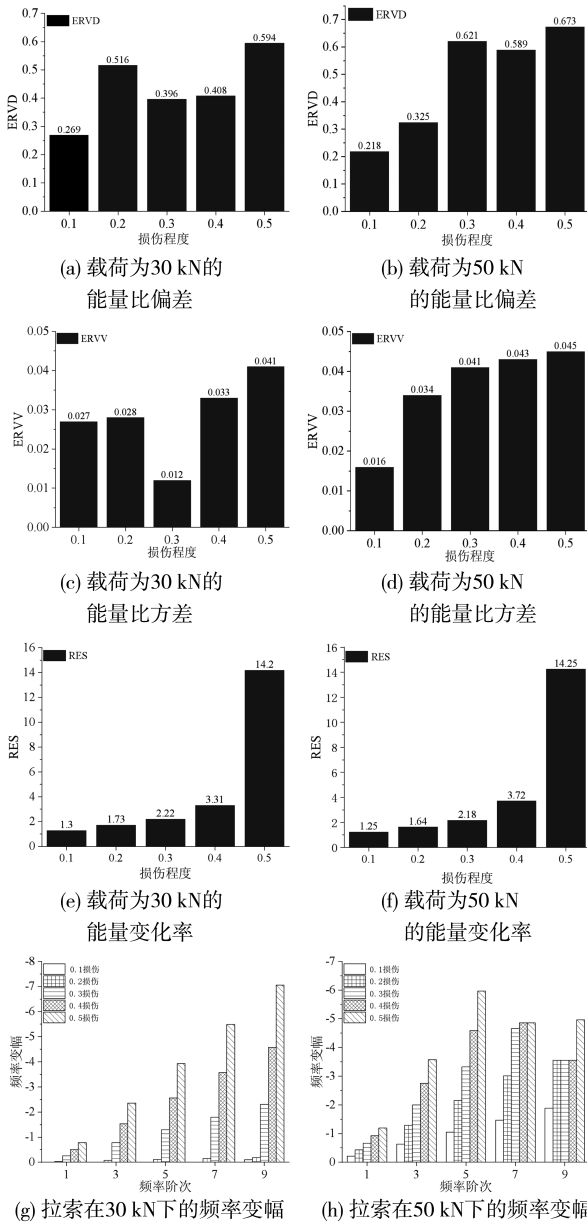 ERVD
0.7
0.6
0.5
0.4
0.3
0.2
0.1
0.0
ERVD
0.269
0.516
0.396
0.408
0.594
0.1
0.2
0.3
0.4
0.5
损伤程度
(a) 载荷为30 kN的
能量比偏差
ERVD
0.7
0.6
0.5
0.4
0.3
0.2
0.1
0.0
ERVD
0.218
0.325
0.621
0.589
0.673
0.1
0.2
0.3
0.4
0.5
损伤程度
(b) 载荷为50 kN
的能量比偏差
ERVV
0.05
0.04
0.03
0.02
0.01
0.00
ERVV
0.027
0.028
0.012
0.033
0.041
0.1
0.2
0.3
0.4
0.5
损伤程度
(c) 载荷为30 kN的
能量比方差
ERVV
0.05
0.04
0.03
0.02
0.01
0.00
ERVV
0.016
0.034
0.041
0.043
0.045
0.1
0.2
0.3
0.4
0.5
损伤程度
(d) 载荷为50 kN
的能量比方差
RES
16
14
12
10
8
6
4
2
0
RES
1.3
1.73
2.22
3.31
14.2
0.1
0.2
0.3
0.4
0.5
损伤程度
(e) 载荷为30 kN的
能量变化率
RES
16
14
12
10
8
6
4
2
0
RES
1.25
1.64
2.18
3.72
14.25
0.1
0.2
0.3
0.4
0.5
损伤程度
(f) 载荷为50 kN
的能量变化率
频率变幅
-8
-7
-6
-5
-4
-3
-2
-1
0
0.1损伤
0.2损伤
0.3损伤
0.4损伤
0.5损伤
1
3
5
7
9
频率阶次
(g) 拉索在30 kN下的频率变幅
频率变幅
-7
-6
-5
-4
-3
-2
-1
0
0.1损伤
0.2损伤
0.3损伤
0.4损伤
0.5损伤
1
3
5
7
9
频率阶次
(h) 拉索在50 kN下的频率变幅